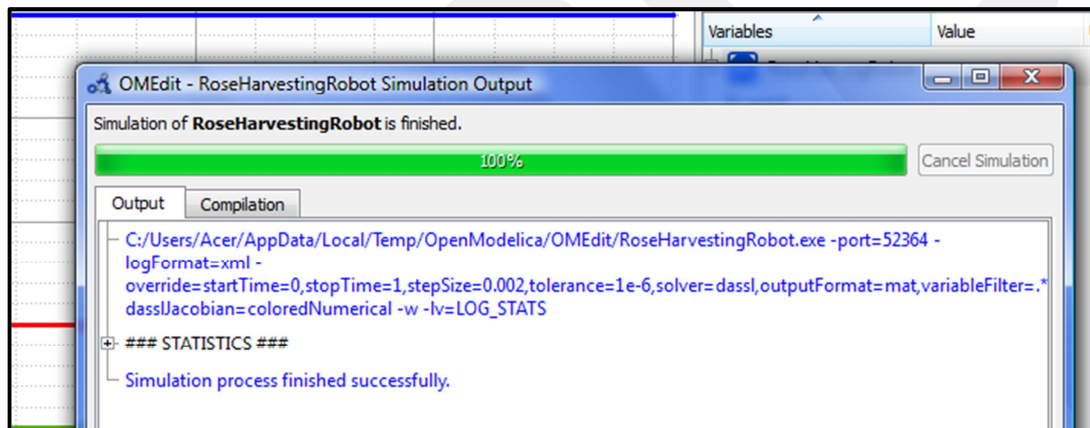 Variables Value
OMEdit - RoseHarvestingRobot Simulation Output
Simulation of RoseHarvestingRobot is finished.
100%
Cancel Simulation
Output Compilation
C:/Users/Acer/AppData/Local/Temp/OpenModelica/OMEdit/RoseHarvestingRobot.exe -port=52364 -
logFormat=xml -
override=startTime=0,stopTime=1,stepSize=0.002,tolerance=1e-6,solver=dassl,outputFormat=mat,variableFilter=.*
dasslJacobian=coloredNumerical -w -lv=LOG_STATS
### STATISTICS ###
Simulation process finished successfully.